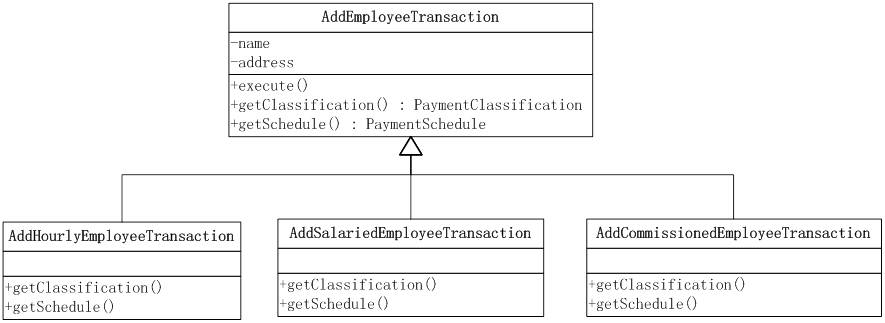 AddEmployeeTransaction
-name
-address
+execute()
+getClassification() : PaymentClassification
+getSchedule() : PaymentSchedule
AddHourlyEmployeeTransaction
+getClassification()
+getSchedule()
AddSalariedEmployeeTransaction
+getClassification()
+getSchedule()
AddCommissionedEmployeeTransaction
+getClassification()
+getSchedule()